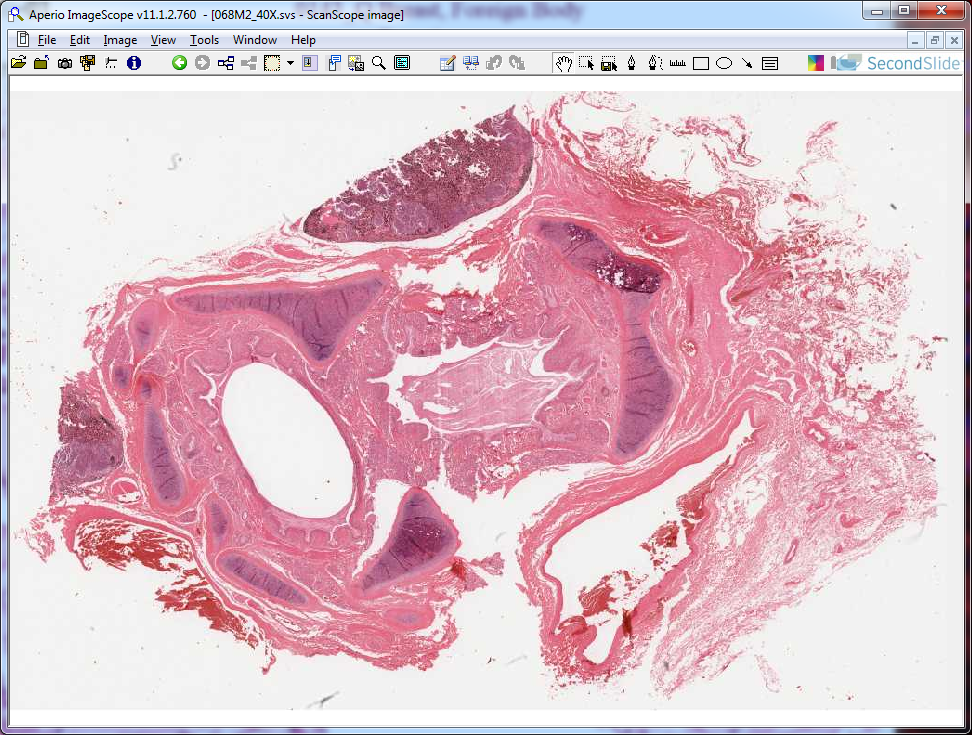 Aperio ImageScope v11.1.2.760 - [068M2_40X.svs - ScanScope image]
File Edit Image View Tools Window Help
SecondSlide